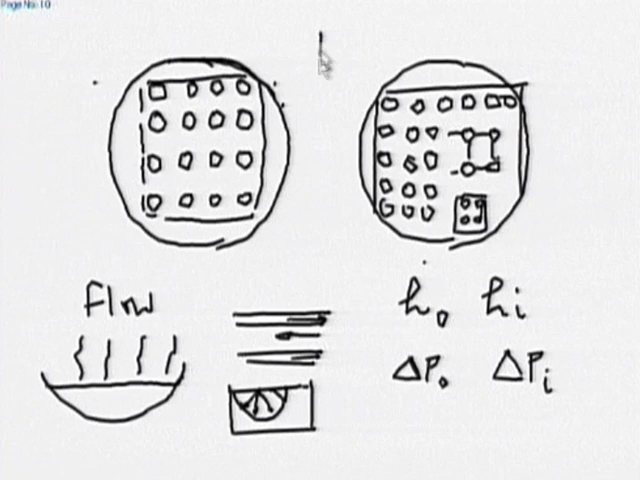 Page No: 10
Flow
h₀ hᵢ
ΔP₀ ΔPᵢ